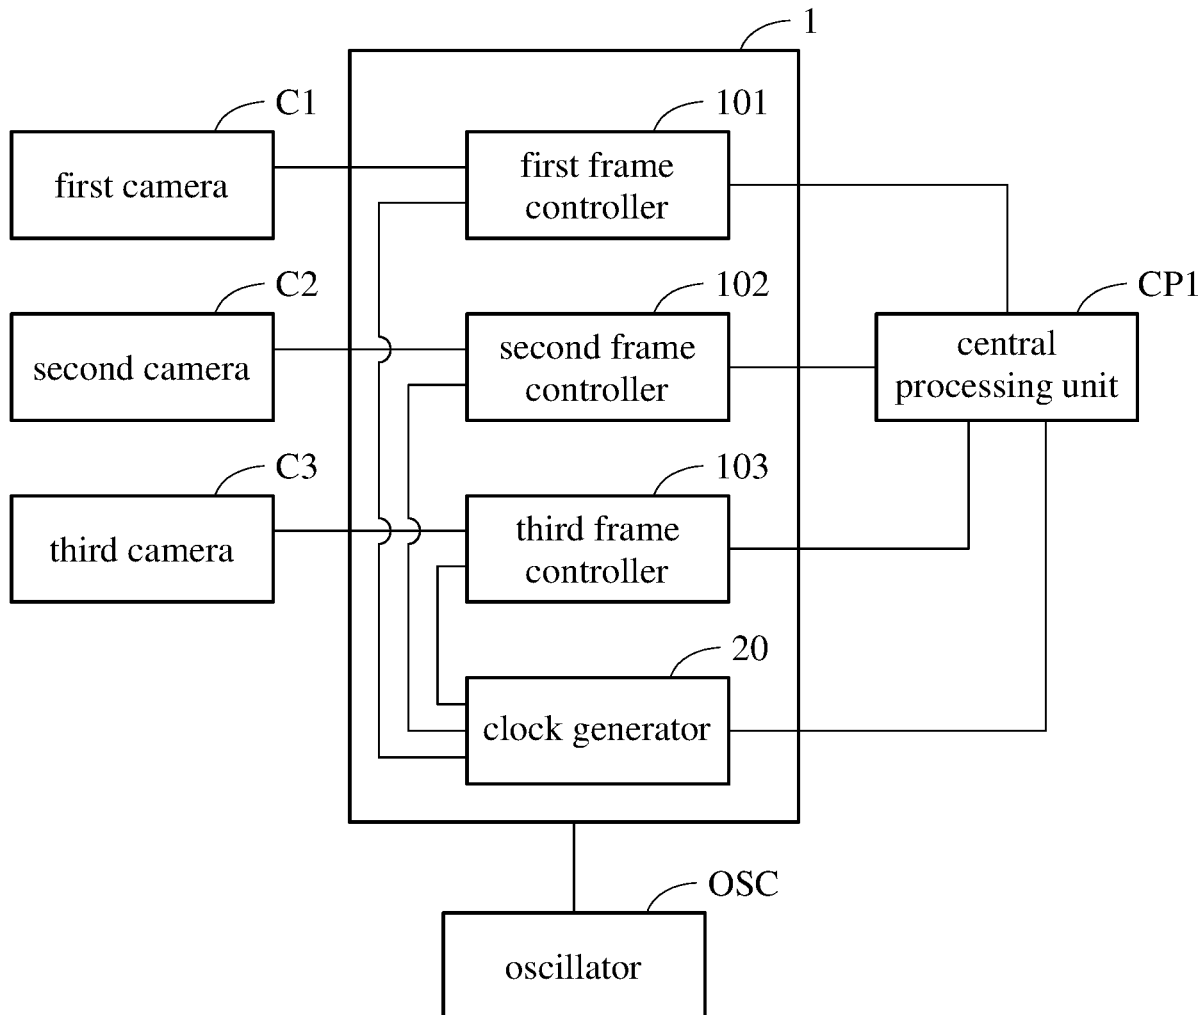 1
C1
101
first camera
first frame
controller
C2
102
CP1
second camera
second frame
controller
central
processing unit
C3
103
third camera
third frame
controller
20
clock generator
OSC
oscillator